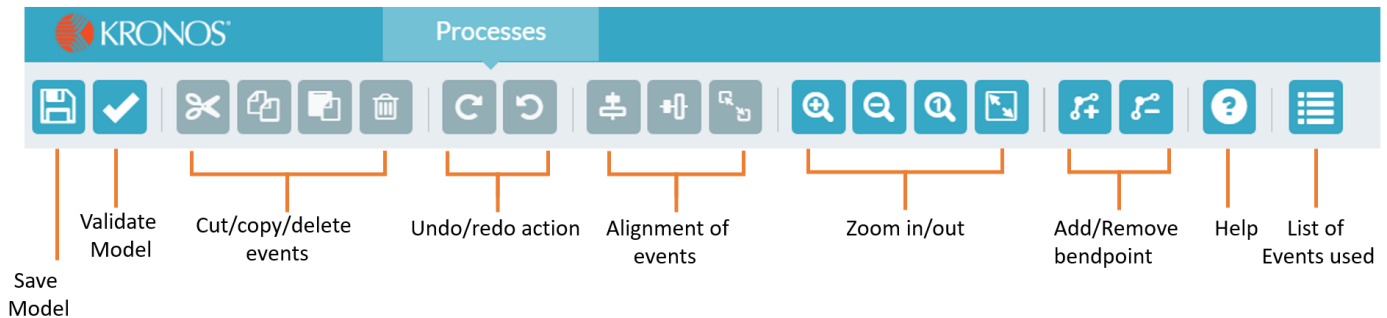 KRONOS
Processes
1
?
Validate
Model
Cut/copy/delete
events
Undo/redo action
Alignment of
events
Zoom in/out
Add/Remove
bendpoint
Help
List of
Events used
Save
Model